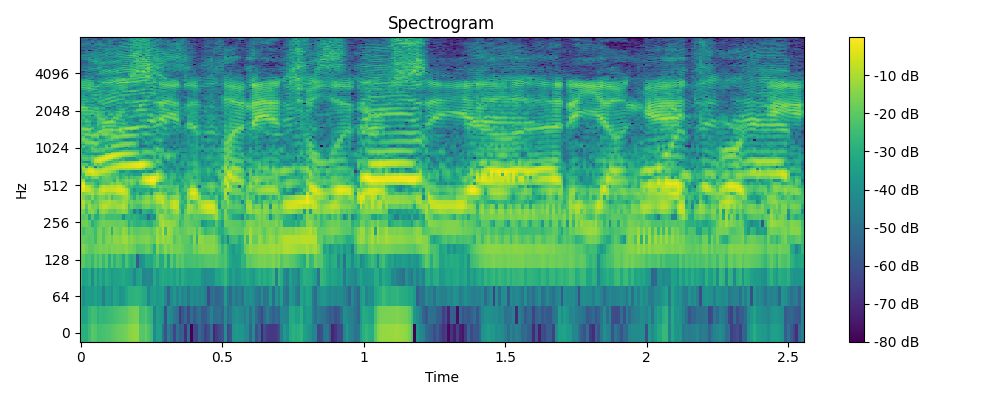 Spectrogram
Hz
4096
2048
1024
512
256
128
64
0
0
0.5
1
1.5
2
2.5
Time
-10 dB
-20 dB
-30 dB
-40 dB
-50 dB
-60 dB
-70 dB
-80 dB